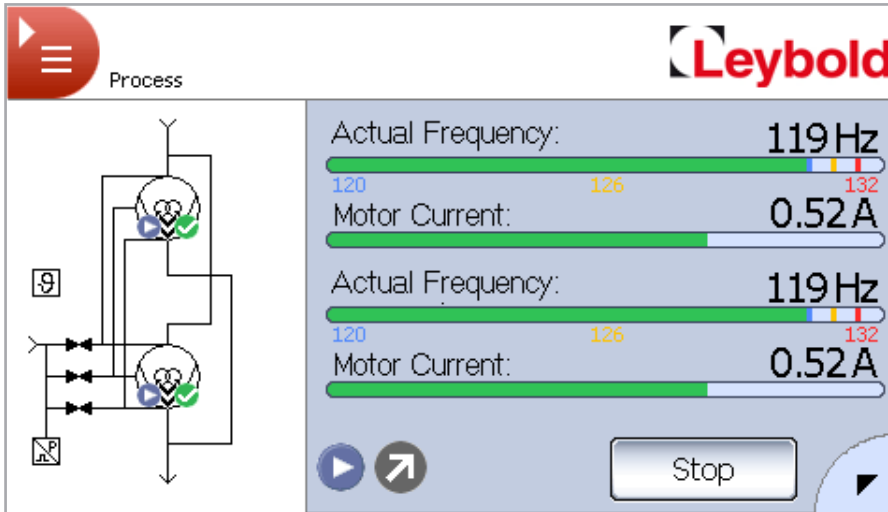 Process
Leybold
Actual Frequency: 119 Hz
120 126 132
Motor Current: 0.52 A
Actual Frequency: 119 Hz
120 126 132
Motor Current: 0.52 A
ϑ
P
Stop